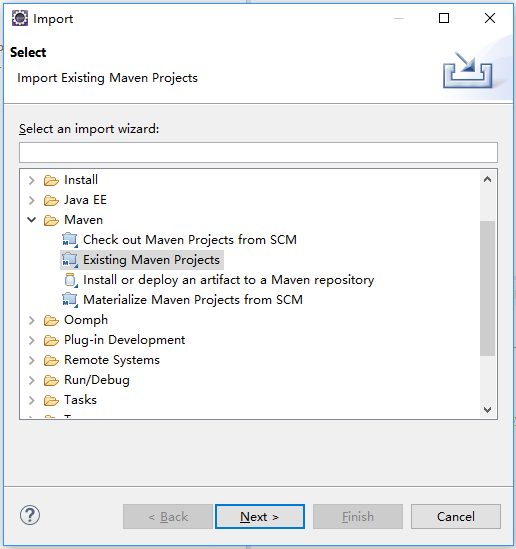 Import
Select
Import Existing Maven Projects
Select an import wizard:
Install
Java EE
Maven
Check out Maven Projects from SCM
Existing Maven Projects
Install or deploy an artifact to a Maven repository
Materialize Maven Projects from SCM
Oomph
Plug-in Development
Remote Systems
Run/Debug
Tasks
< Back
Next >
Finish
Cancel